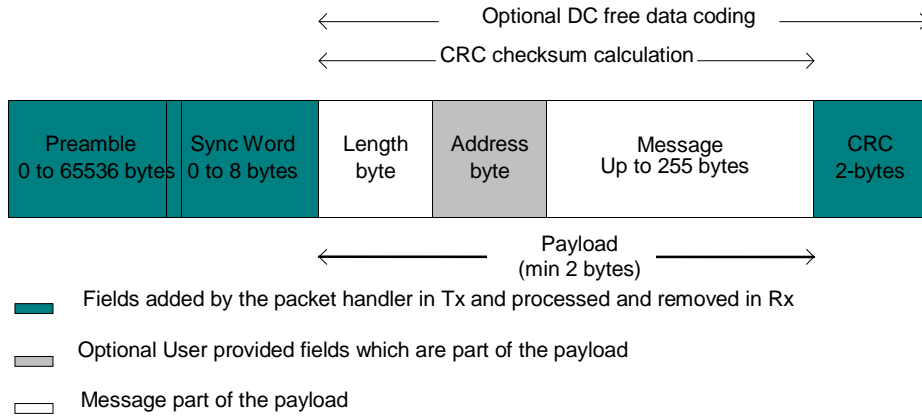 Optional DC free data coding
CRC checksum calculation
Preamble
0 to 65536 bytes
Sync Word
0 to 8 bytes
Length
byte
Address
byte
Message
Up to 255 bytes
CRC
2-bytes
Payload
(min 2 bytes)
Fields added by the packet handler in Tx and processed and removed in Rx
Optional User provided fields which are part of the payload
Message part of the payload